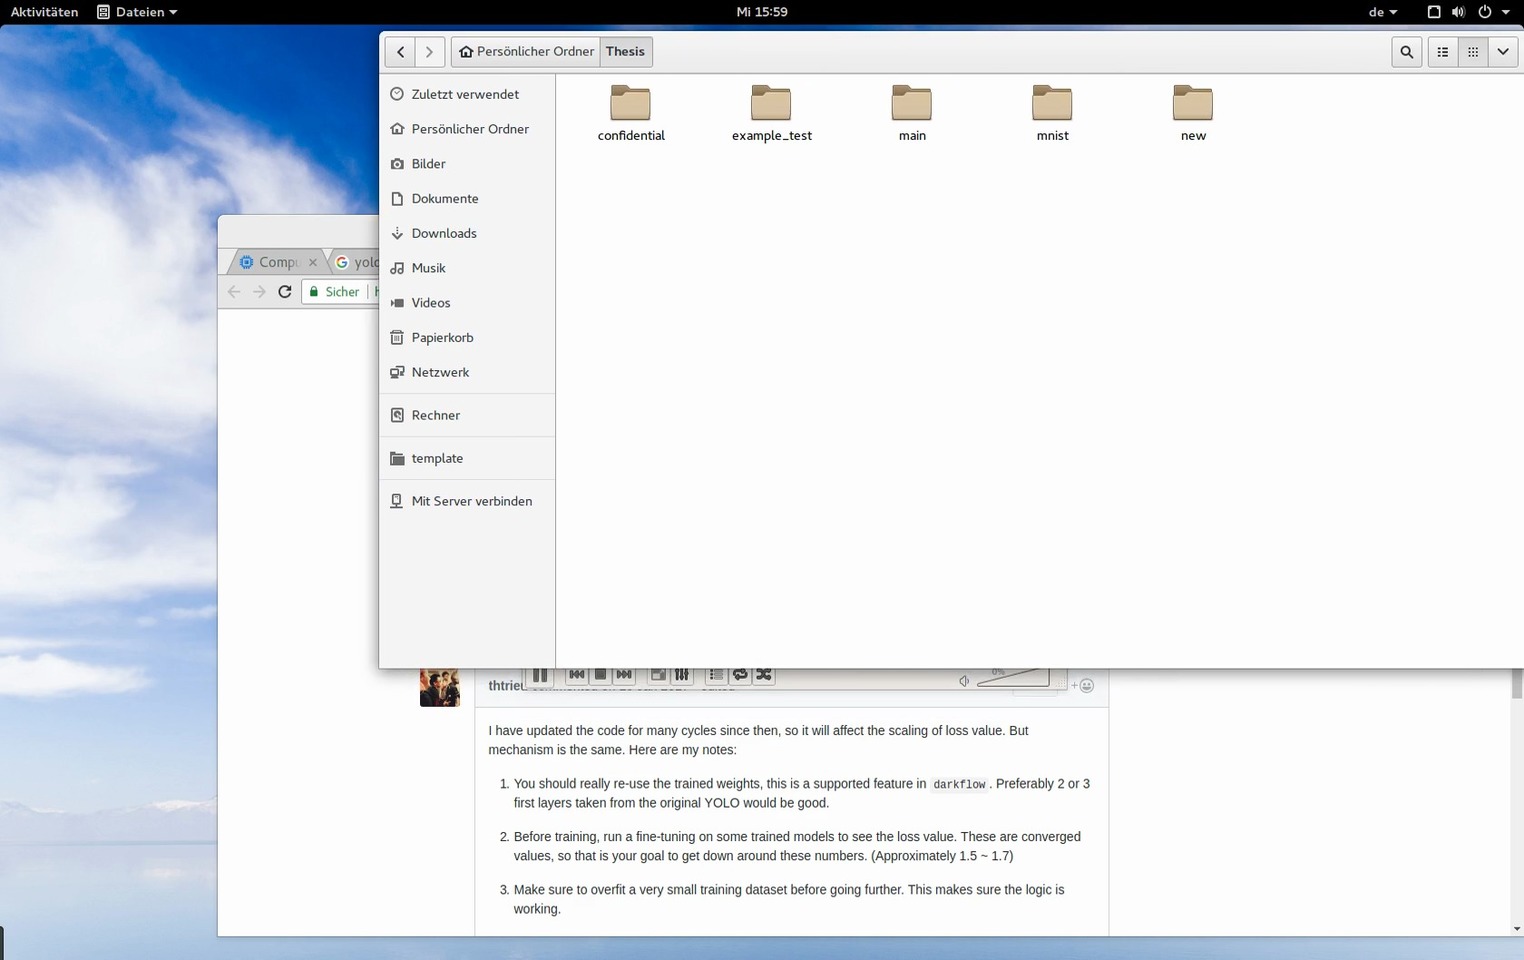 Aktivitäten Dateien Mi 15:59 de
Persönlicher Ordner Thesis
Zuletzt verwendet
Persönlicher Ordner
Bilder
Dokumente
Downloads
Musik
Videos
Papierkorb
Netzwerk
Rechner
template
Mit Server verbinden
confidential example_test main mnist new
Compu yolo
Sicher h
0%
thtrieu
I have updated the code for many cycles since then, so it will affect the scaling of loss value. But
mechanism is the same. Here are my notes:
1. You should really re-use the trained weights, this is a supported feature in darkflow. Preferably 2 or 3
first layers taken from the original YOLO would be good.
2. Before training, run a fine-tuning on some trained models to see the loss value. These are converged
values, so that is your goal to get down around these numbers. (Approximately 1.5 ~ 1.7)
3. Make sure to overfit a very small training dataset before going further. This makes sure the logic is
working.